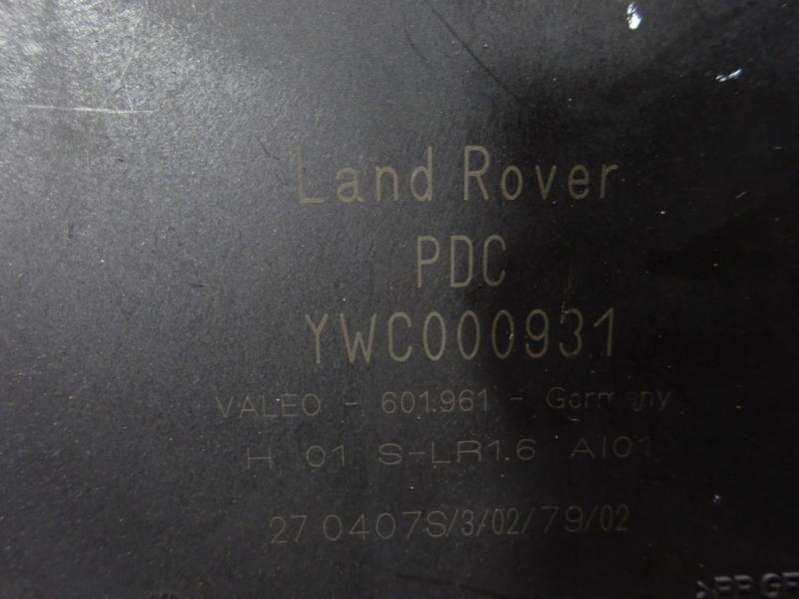 Land Rover
PDC
YWC000931
VALEO - 601.961 - Germany
H 01 S-LR1.6 AI01
27 0407S/3/02/79/02